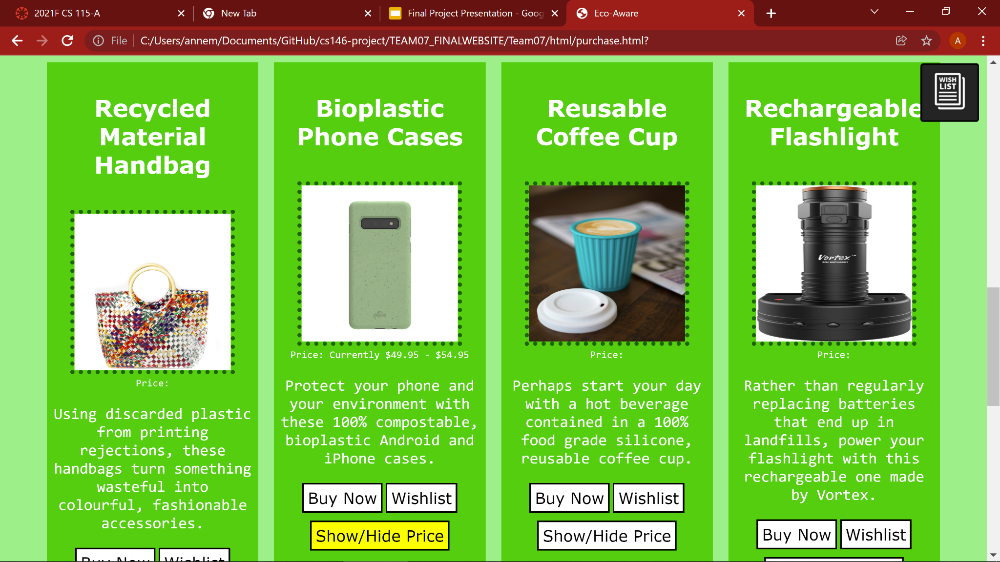 2021F CS 115-A
New Tab
Final Project Presentation - Goog
Eco-Aware
File
C:/Users/annem/Documents/GitHub/cs146-project/TEAM07_FINALWEBSITE/Team07/html/purchase.html?
A
WISH
LIST
Recycled
Material
Handbag
Price:
Using discarded plastic
from printing
rejections, these
handbags turn something
wasteful into
colourful, fashionable
accessories.
Buy Now Wishlist
Bioplastic
Phone Cases
pela
Price: Currently $49.95 - $54.95
Protect your phone and
your environment with
these 100% compostable,
bioplastic Android and
iPhone cases.
Buy Now Wishlist
Show/Hide Price
Reusable
Coffee Cup
Price:
Perhaps start your day
with a hot beverage
contained in a 100%
food grade silicone,
reusable coffee cup.
Buy Now Wishlist
Show/Hide Price
Rechargeable
Flashlight
Vortex™
Price:
Rather than regularly
replacing batteries
that end up in
landfills, power your
flashlight with this
rechargeable one made
by Vortex.
Buy Now Wishlist